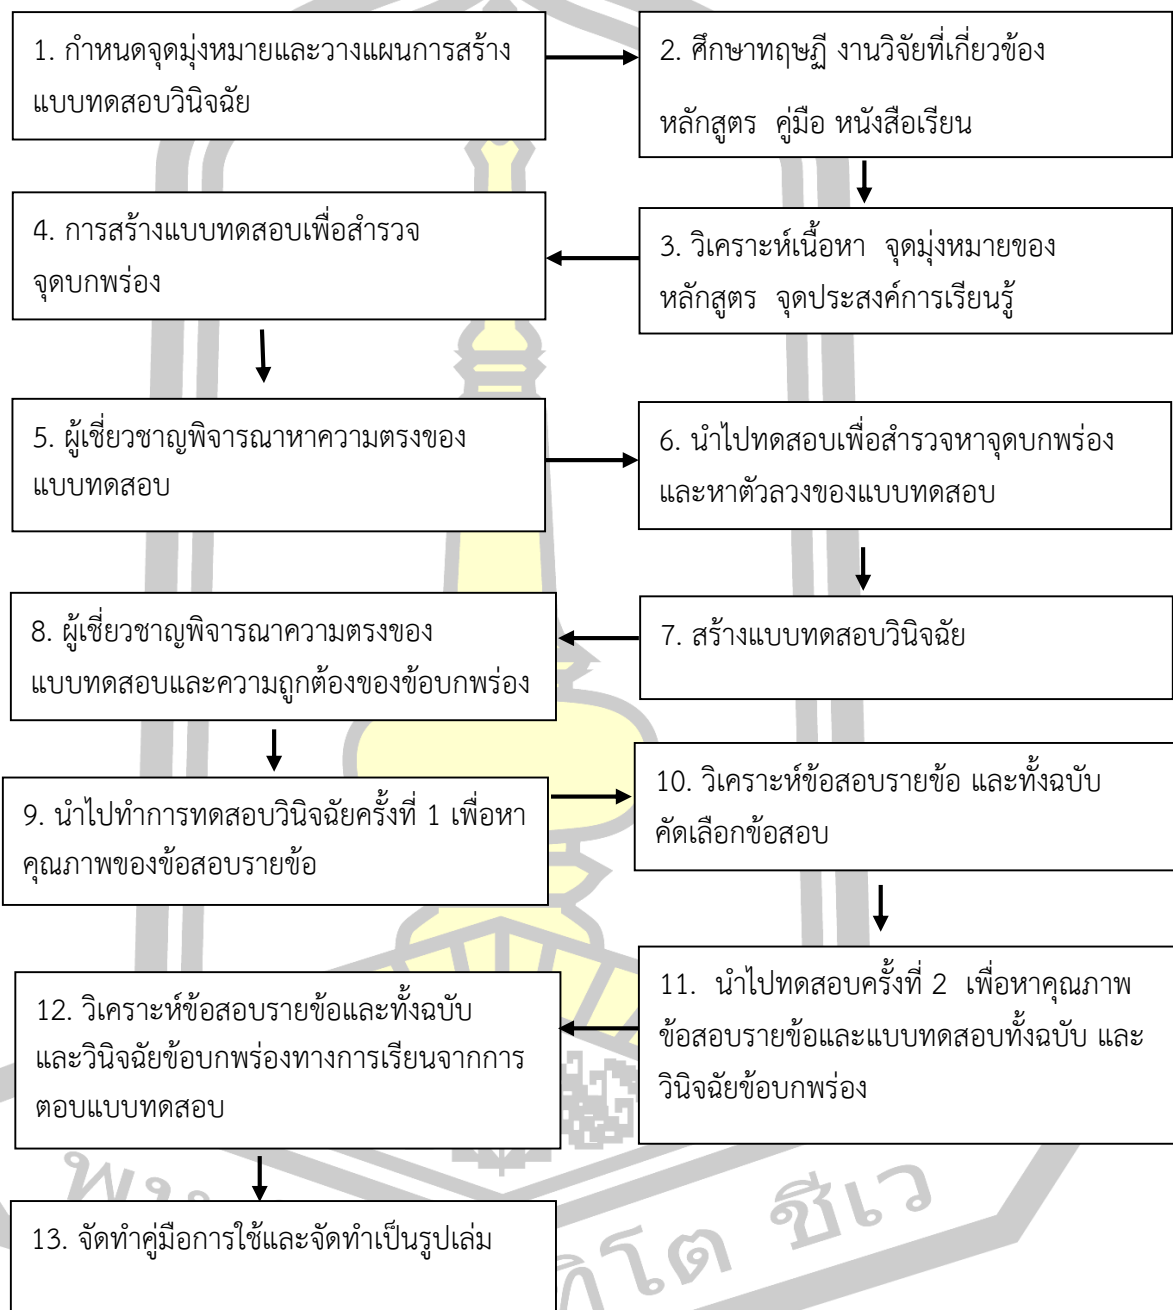 1. กำหนดจุดมุ่งหมายและวางแผนการสร้าง
แบบทดสอบวินิจฉัย
2. ศึกษาทฤษฏี งานวิจัยที่เกี่ยวข้อง
หลักสูตร คู่มือ หนังสือเรียน
3. วิเคราะห์เนื้อหา จุดมุ่งหมายของ
หลักสูตร จุดประสงค์การเรียนรู้
4. การสร้างแบบทดสอบเพื่อสำรวจ
จุดบกพร่อง
5. ผู้เชี่ยวชาญพิจารณาหาความตรงของ
แบบทดสอบ
6. นำไปทดสอบเพื่อสำรวจหาจุดบกพร่อง
และหาตัวลวงของแบบทดสอบ
7. สร้างแบบทดสอบวินิจฉัย
8. ผู้เชี่ยวชาญพิจารณาความตรงของ
แบบทดสอบและความถูกต้องของข้อบกพร่อง
9. นำไปทำการทดสอบวินิจฉัยครั้งที่ 1 เพื่อหา
คุณภาพของข้อสอบรายข้อ
10. วิเคราะห์ข้อสอบรายข้อ และทั้งฉบับ
คัดเลือกข้อสอบ
11. นำไปทดสอบครั้งที่ 2 เพื่อหาคุณภาพ
ข้อสอบรายข้อและแบบทดสอบทั้งฉบับ และ
วินิจฉัยข้อบกพร่อง
12. วิเคราะห์ข้อสอบรายข้อและทั้งฉบับ
และวินิจฉัยข้อบกพร่องทางการเรียนจากการ
ตอบแบบทดสอบ
13. จัดทำคู่มือการใช้และจัดทำเป็นรูปเล่ม
ชีเว